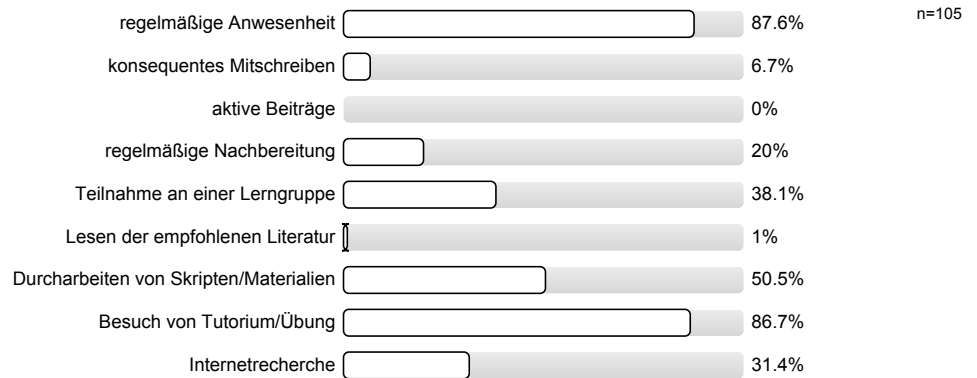 regelmäßige Anwesenheit 87.6% n=105
konsequentes Mitschreiben 6.7%
aktive Beiträge 0%
regelmäßige Nachbereitung 20%
Teilnahme an einer Lerngruppe 38.1%
Lesen der empfohlenen Literatur 1%
Durcharbeiten von Skripten/Materialien 50.5%
Besuch von Tutorium/Übung 86.7%
Internetrecherche 31.4%